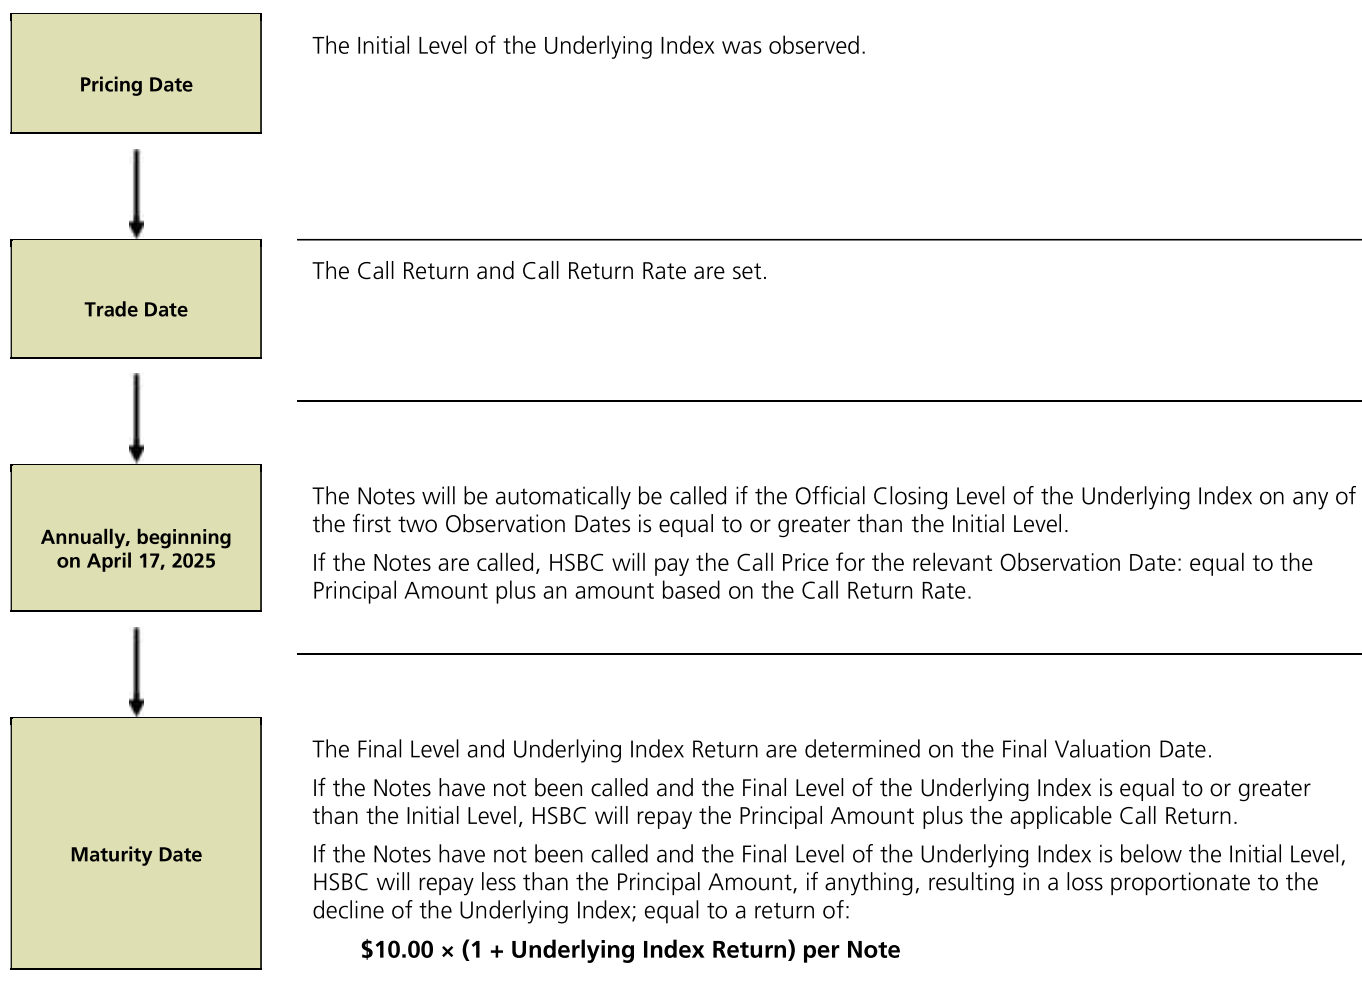 Pricing Date
The Initial Level of the Underlying Index was observed.
Trade Date
The Call Return and Call Return Rate are set.
Annually, beginning
on April 17, 2025
The Notes will be automatically be called if the Official Closing Level of the Underlying Index on any of
the first two Observation Dates is equal to or greater than the Initial Level.
If the Notes are called, HSBC will pay the Call Price for the relevant Observation Date: equal to the
Principal Amount plus an amount based on the Call Return Rate.
Maturity Date
The Final Level and Underlying Index Return are determined on the Final Valuation Date.
If the Notes have not been called and the Final Level of the Underlying Index is equal to or greater
than the Initial Level, HSBC will repay the Principal Amount plus the applicable Call Return.
If the Notes have not been called and the Final Level of the Underlying Index is below the Initial Level,
HSBC will repay less than the Principal Amount, if anything, resulting in a loss proportionate to the
decline of the Underlying Index; equal to a return of:
$10.00 × (1 + Underlying Index Return) per Note